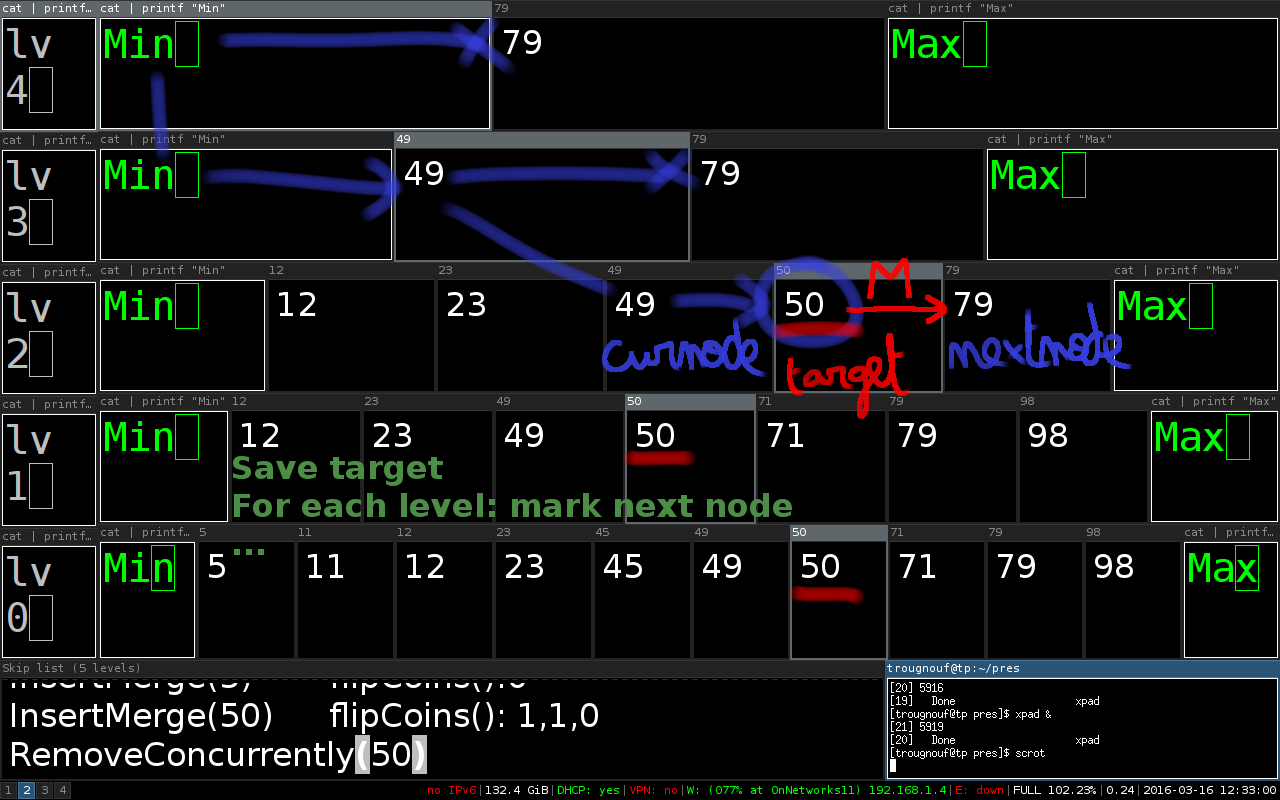 cat | printf… cat | printf "Min" 79 cat | printf "Max"
lv 4 Min 79 Max
cat | printf… cat | printf "Min" 49 79 cat | printf "Max"
lv 3 Min 49 79 Max
cat | printf… cat | printf "Min" 12 23 49 50 79 cat | printf "Max"
M
lv 2 Min 12 23 49 50 79 Max
curnode target nextnode
cat | printf… cat | printf "Min" 12 23 49 50 71 79 98 cat | printf "Max"
lv 1 Min 12 23 49 50 71 79 98 Max
Save target
For each level: mark next node
...
cat | printf… cat | printf… 5 11 12 23 45 49 50 71 79 98 cat | printf…
lv 0 Min 5 11 12 23 45 49 50 71 79 98 Max
Skip list (5 levels)
InsertMerge(50) flipCoins(): 1,1,0
RemoveConcurrently(50)
trougnouf@tp:~/pres
[20] 5916
[19] Done xpad
[trougnouf@tp pres]$ xpad &
[21] 5919
[20] Done xpad
[trougnouf@tp pres]$ scrot
1 2 3 4 no IPv6|132.4 GiB|DHCP: yes|VPN: no|W: (077% at OnNetworks11) 192.168.1.4|E: down|FULL 102.23%|0.24|2016-03-16 12:33:00